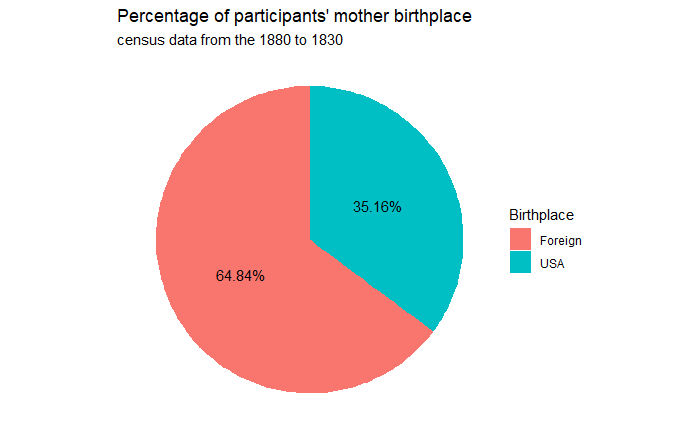 Percentage of participants' mother birthplace
census data from the 1880 to 1830
35.16%
64.84%
Birthplace
Foreign
USA